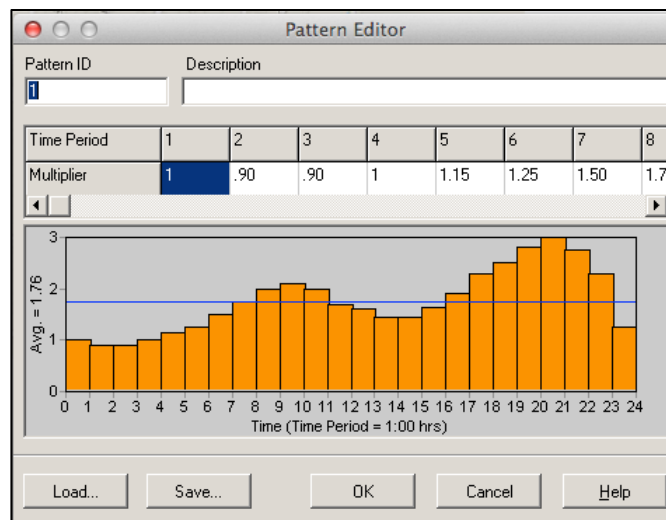 Pattern Editor
Pattern ID Description
1
Time Period 1 2 3 4 5 6 7 8
Multiplier 1 .90 .90 1 1.15 1.25 1.50 1.7
3
2
1
0
Avg. = 1.76
0 1 2 3 4 5 6 7 8 9 10 11 12 13 14 15 16 17 18 19 20 21 22 23 24
Time (Time Period = 1:00 hrs)
Load... Save... OK Cancel Help